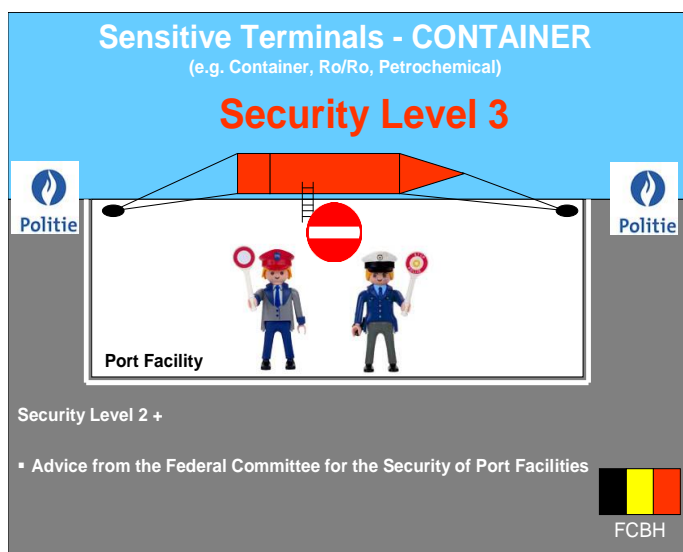 Sensitive Terminals - CONTAINER
(e.g. Container, Ro/Ro, Petrochemical)
Security Level 3
Politie
Politie
Port Facility
Security Level 2 +
▪ Advice from the Federal Committee for the Security of Port Facilities
FCBH